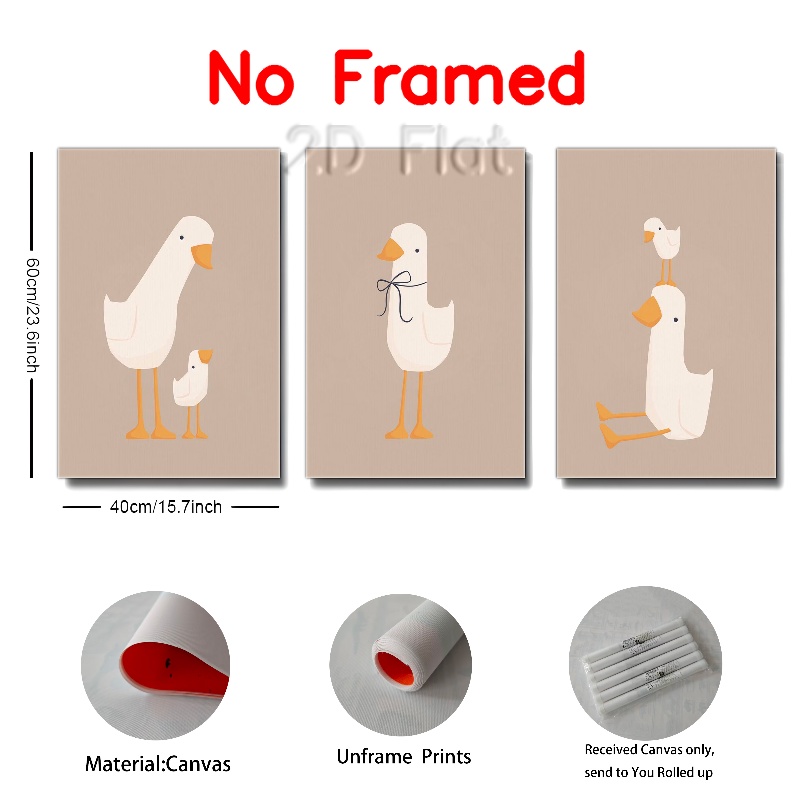 No Framed
2D Flat
60cm/23.6inch
40cm/15.7inch
Material:Canvas
Unframe Prints
Received Canvas only,
send to You Rolled up